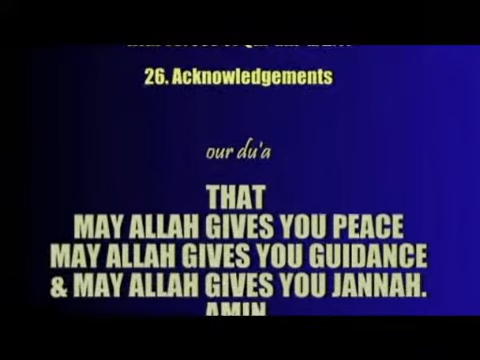 26. Acknowledgements
our du'a
THAT
MAY ALLAH GIVES YOU PEACE
MAY ALLAH GIVES YOU GUIDANCE
& MAY ALLAH GIVES YOU JANNAH.
AMIN